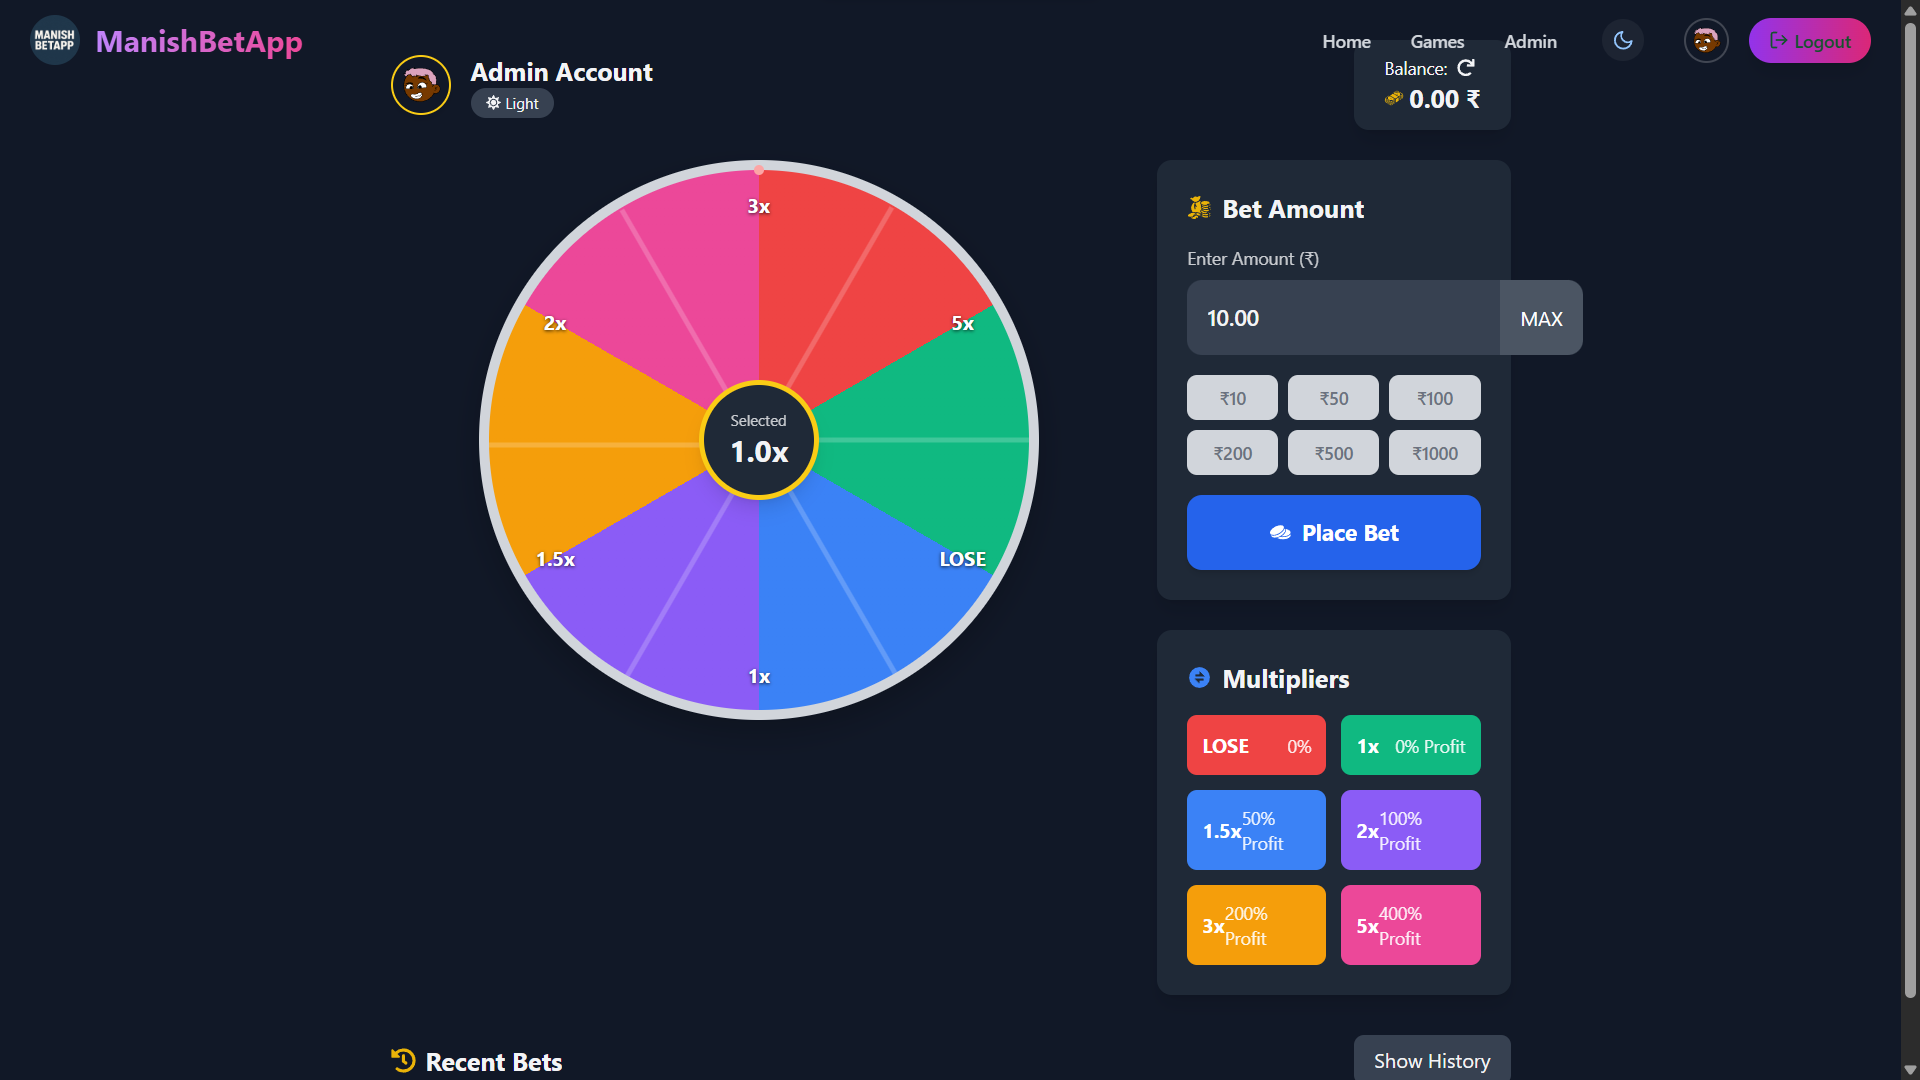 MANISH
BETAPP
ManishBetApp
Home
Games
Admin
Logout
Admin Account
Light
Balance:
0.00 ₹
3x
2x
5x
Selected
1.0x
1.5x
LOSE
1x
Bet Amount
Enter Amount (₹)
10.00
MAX
₹10
₹50
₹100
₹200
₹500
₹1000
Place Bet
Multipliers
LOSE
0%
1x
0% Profit
1.5x
50%
Profit
2x
100%
Profit
3x
200%
Profit
5x
400%
Profit
Recent Bets
Show History